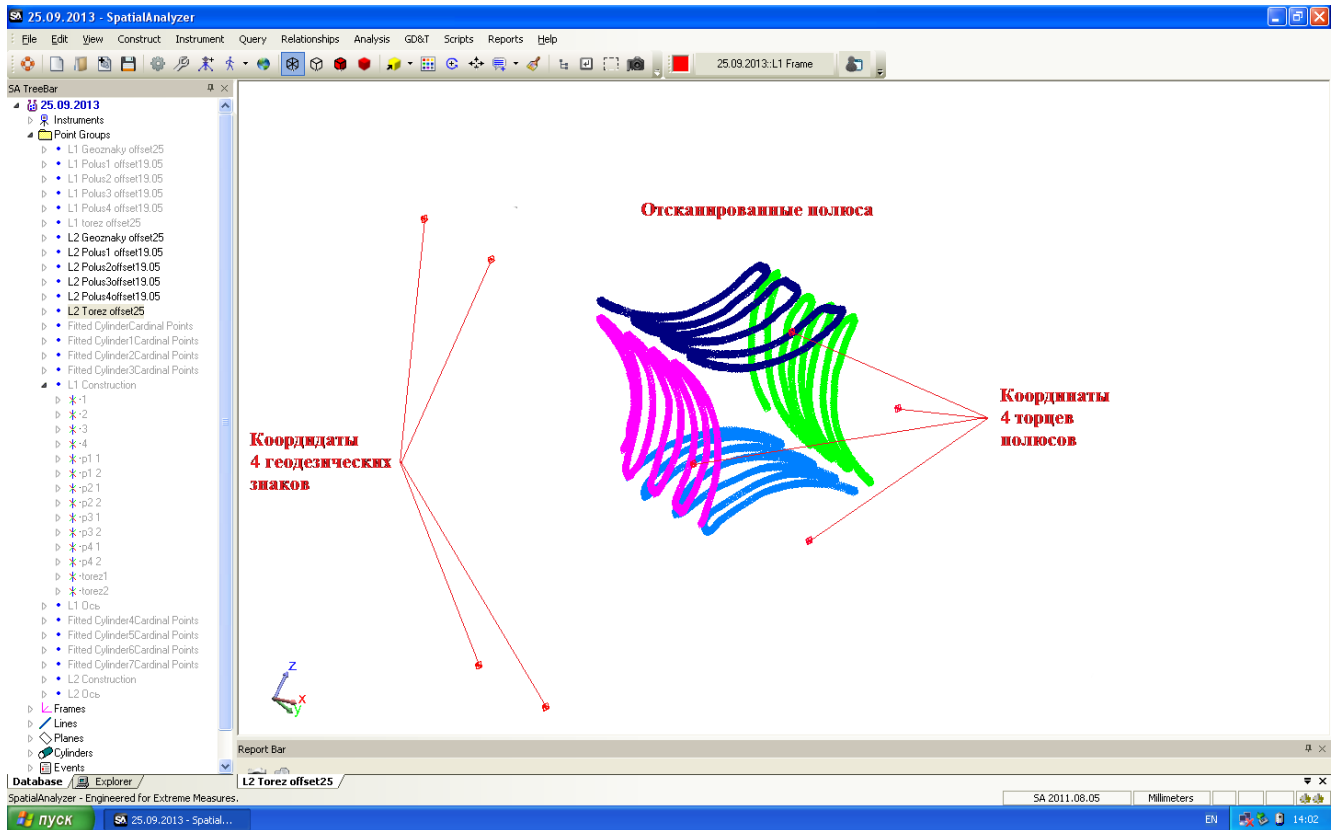 25.09.2013 - SpatialAnalyzer
File Edit View Construct Instrument Query Relationships Analysis GD&T Scripts Reports Help
25.09.2013::L1 Frame
SA TreeBar
25.09.2013
Instruments
Point Groups
L1 Geoznaky offset25
L1 Polus1 offset19.05
L1 Polus2 offset19.05
L1 Polus3 offset19.05
L1 Polus4 offset19.05
L1 torez offset25
L2 Geoznaky offset25
L2 Polus1 offset19.05
L2 Polus2offset19.05
L2 Polus3offset19.05
L2 Polus4offset19.05
L2 Torez offset25
Fitted CylinderCardinal Points
Fitted Cylinder1Cardinal Points
Fitted Cylinder2Cardinal Points
Fitted Cylinder3Cardinal Points
L1 Construction
-1
-2
-3
-4
-p1 1
-p1 2
-p2 1
-p2 2
-p3 1
-p3 2
-p4 1
-p4 2
-torez1
-torez2
L1 Ось
Fitted Cylinder4Cardinal Points
Fitted Cylinder5Cardinal Points
Fitted Cylinder6Cardinal Points
Fitted Cylinder7Cardinal Points
L2 Construction
L2 Ось
Frames
Lines
Planes
Cylinders
Events
Database Explorer
Отсканированные полюса
Коордидаты
4 геодезических
знаков
Координаты
4 торцев
полюсов
Z
X
y
Report Bar
L2 Torez offset25
SpatialAnalyzer - Engineered for Extreme Measures.
SA 2011.08.05
Millimeters
пуск
25.09.2013 - Spatial...
EN
14:02